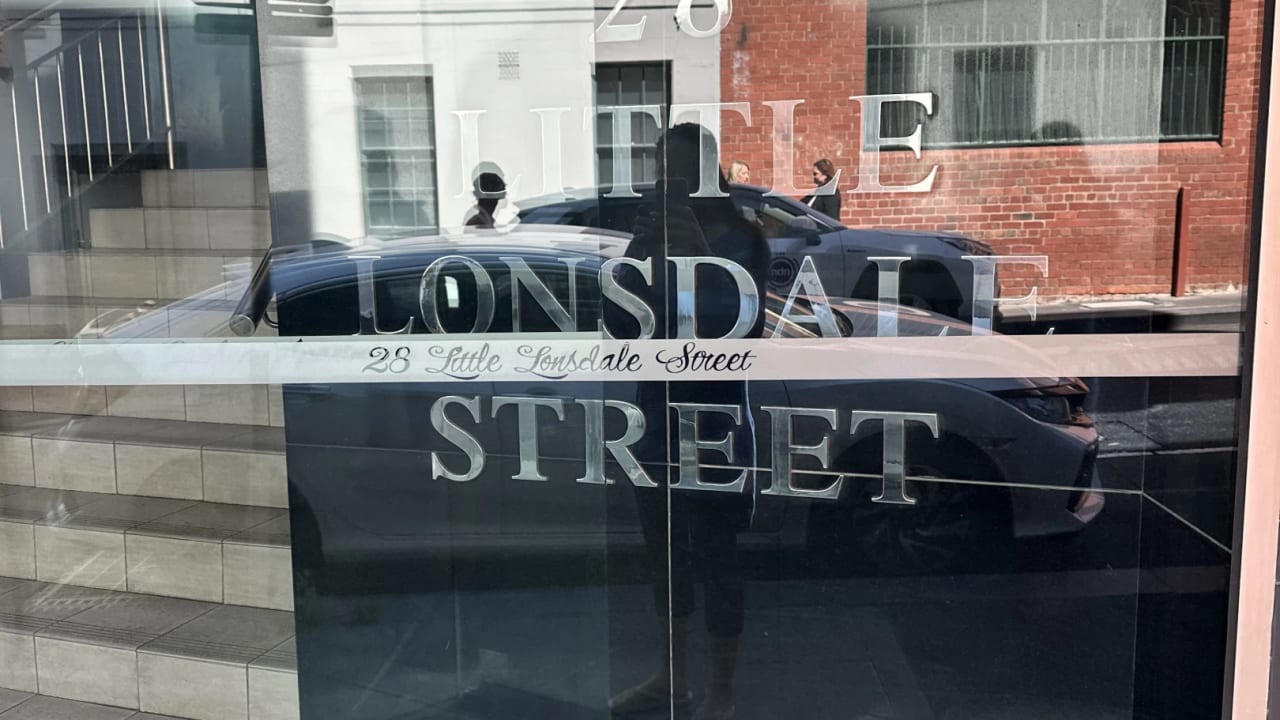 28
LITTLE
LONSDALE
28 Little Lonsdale Street
STREET